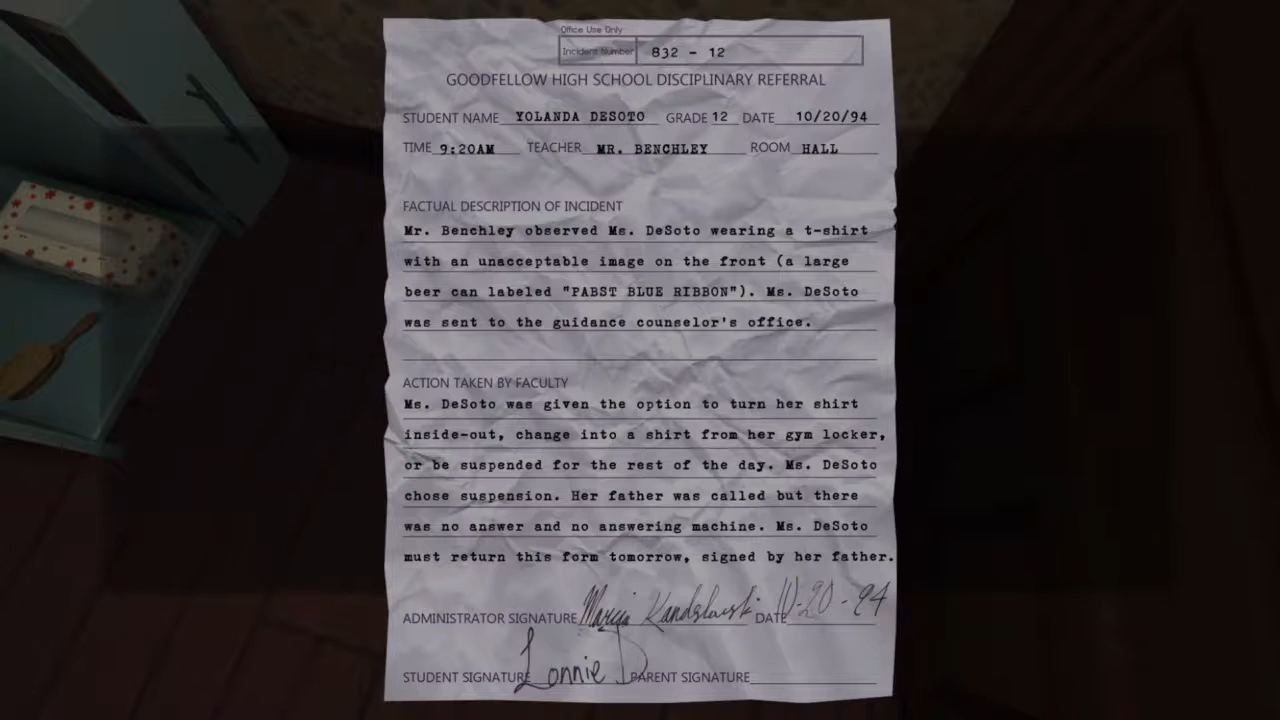 Office Use Only
Incident Number 832 - 12
GOODFELLOW HIGH SCHOOL DISCIPLINARY REFERRAL
STUDENT NAME YOLANDA DESOTO GRADE 12 DATE 10/20/94
TIME 9:20AM TEACHER MR. BENCHLEY ROOM HALL
FACTUAL DESCRIPTION OF INCIDENT
Mr. Benchley observed Ms. DeSoto wearing a t-shirt
with an unacceptable image on the front (a large
beer can labeled "PABST BLUE RIBBON"). Ms. DeSoto
was sent to the guidance counselor's office.
ACTION TAKEN BY FACULTY
Ms. DeSoto was given the option to turn her shirt
inside-out, change into a shirt from her gym locker,
or be suspended for the rest of the day. Ms. DeSoto
chose suspension. Her father was called but there
was no answer and no answering machine. Ms. DeSoto
must return this form tomorrow, signed by her father.
ADMINISTRATOR SIGNATURE Marcia DATE 10-20-94
STUDENT SIGNATURE Lonnie D PARENT SIGNATURE